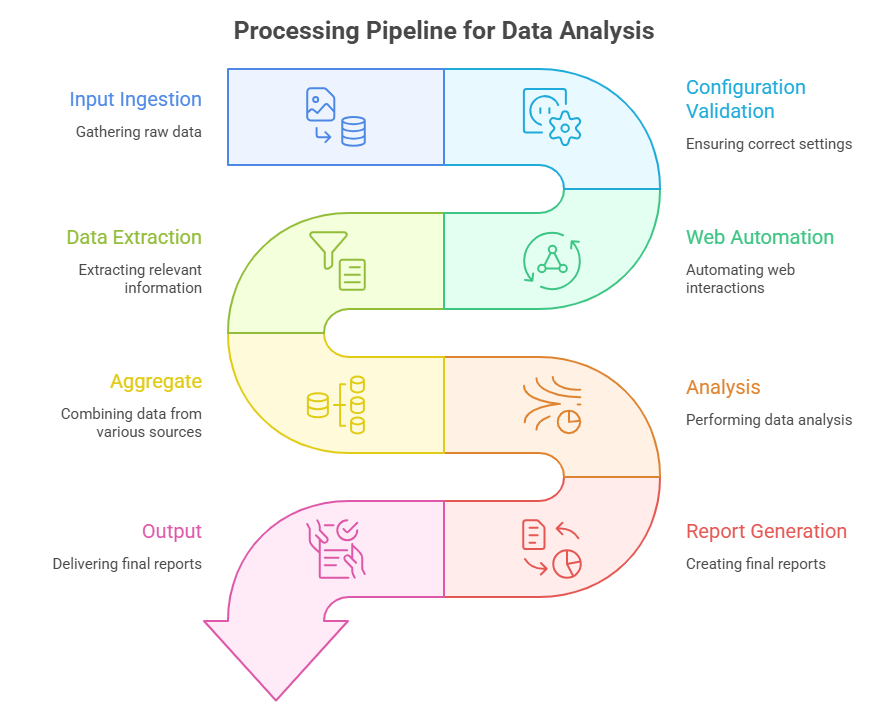 Processing Pipeline for Data Analysis
Input Ingestion
Gathering raw data
Configuration
Validation
Ensuring correct settings
Web Automation
Automating web
interactions
Data Extraction
Extracting relevant
information
Aggregate
Combining data from
various sources
Analysis
Performing data analysis
Report Generation
Creating final reports
Output
Delivering final reports